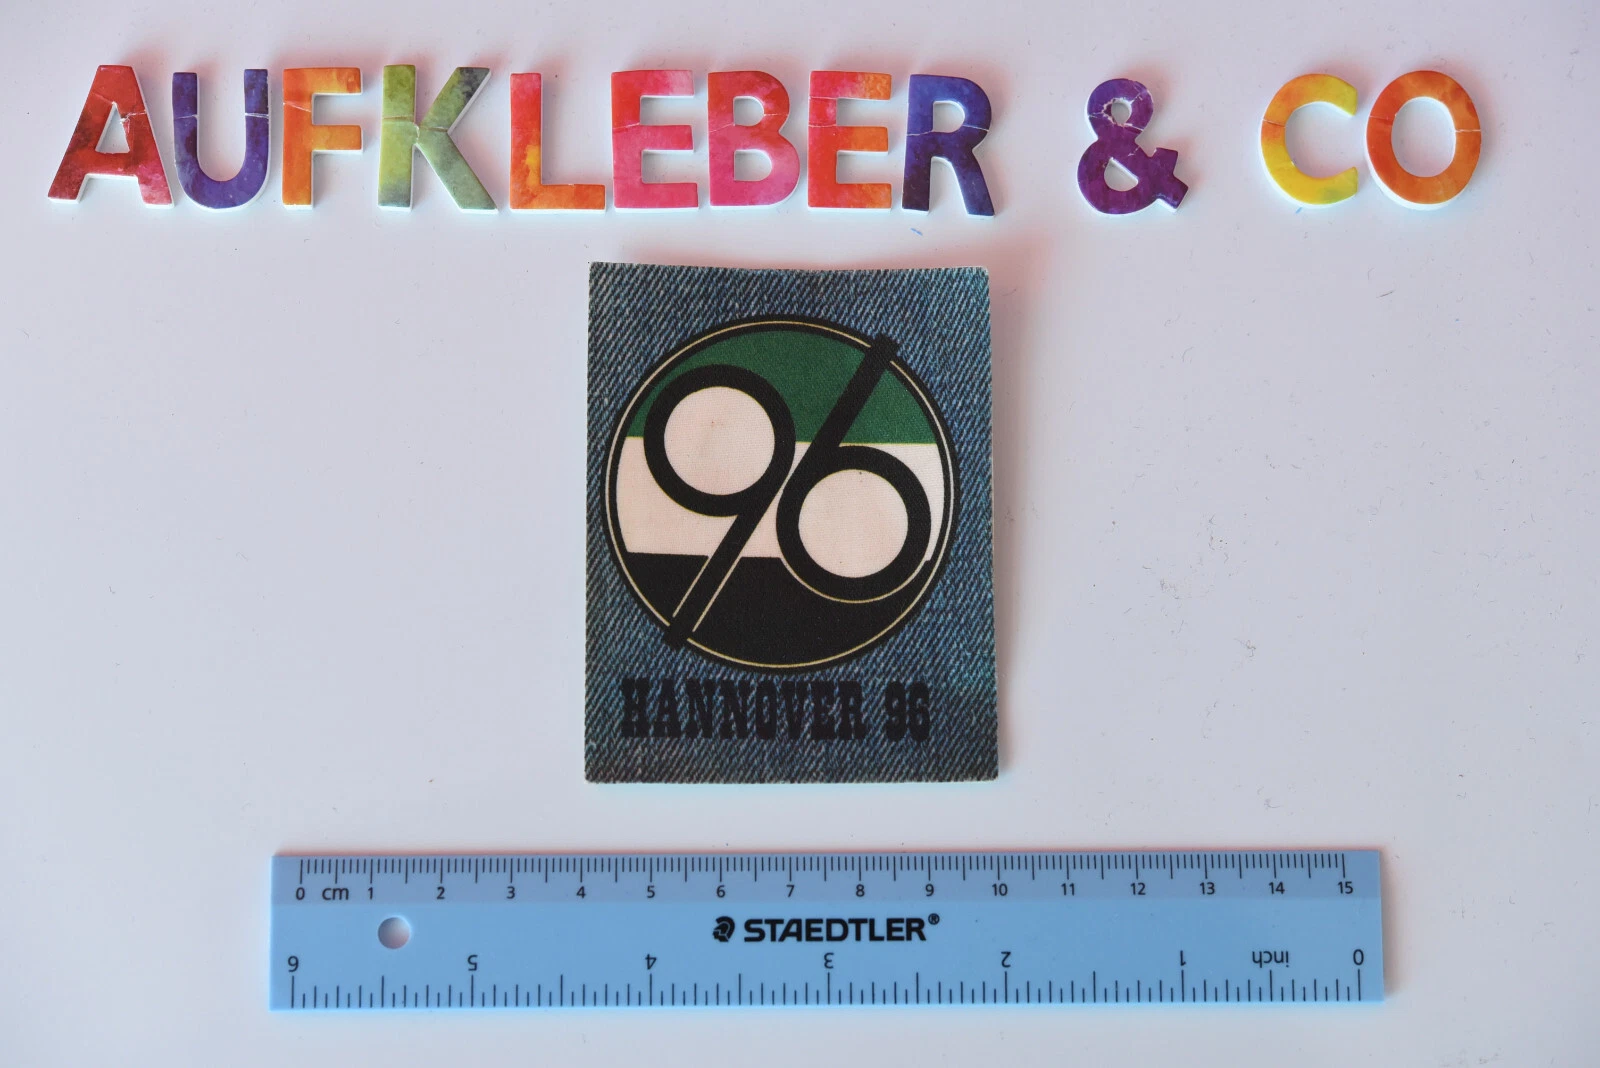 AUFKLEBER & CO
96
HANNOVER 96
0 cm 1 2 3 4 5 6 7 8 9 10 11 12 13 14 15
STAEDTLER®
6 5 4 3 2 1 inch 0